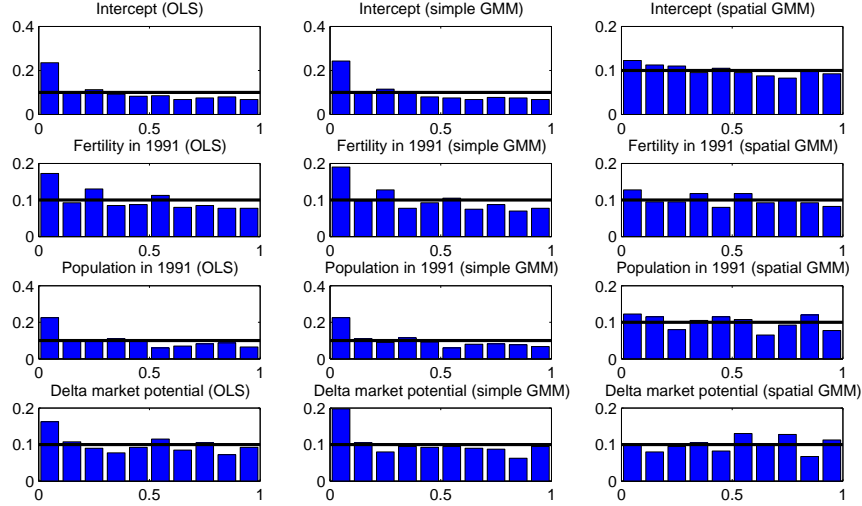 Intercept (OLS)
Intercept (simple GMM)
Intercept (spatial GMM)
0.4
0.2
0
0 0.5 1
0.4
0.2
0
0 0.5 1
0.2
0.1
0
0 0.5 1
Fertility in 1991 (OLS)
Fertility in 1991 (simple GMM)
Fertility in 1991 (spatial GMM)
0.2
0.1
0
0 0.5 1
0.2
0.1
0
0 0.5 1
0.2
0.1
0
0 0.5 1
Population in 1991 (OLS)
Population in 1991 (simple GMM)
Population in 1991 (spatial GMM)
0.4
0.2
0
0 0.5 1
0.4
0.2
0
0 0.5 1
0.2
0.1
0
0 0.5 1
Delta market potential (OLS)
Delta market potential (simple GMM)
Delta market potential (spatial GMM)
0.2
0.1
0
0 0.5 1
0.2
0.1
0
0 0.5 1
0.2
0.1
0
0 0.5 1